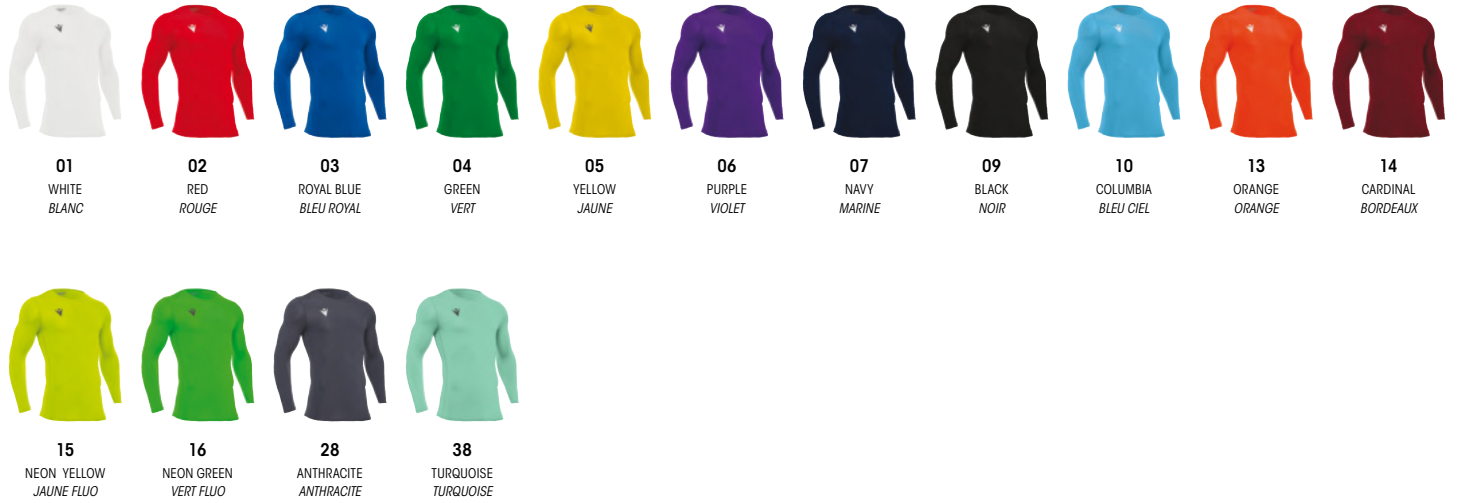 01
WHITE
BLANC
02
RED
ROUGE
03
ROYAL BLUE
BLEU ROYAL
04
GREEN
VERT
05
YELLOW
JAUNE
06
PURPLE
VIOLET
07
NAVY
MARINE
09
BLACK
NOIR
10
COLUMBIA
BLEU CIEL
13
ORANGE
ORANGE
14
CARDINAL
BORDEAUX
15
NEON YELLOW
JAUNE FLUO
16
NEON GREEN
VERT FLUO
28
ANTHRACITE
ANTHRACITE
38
TURQUOISE
TURQUOISE